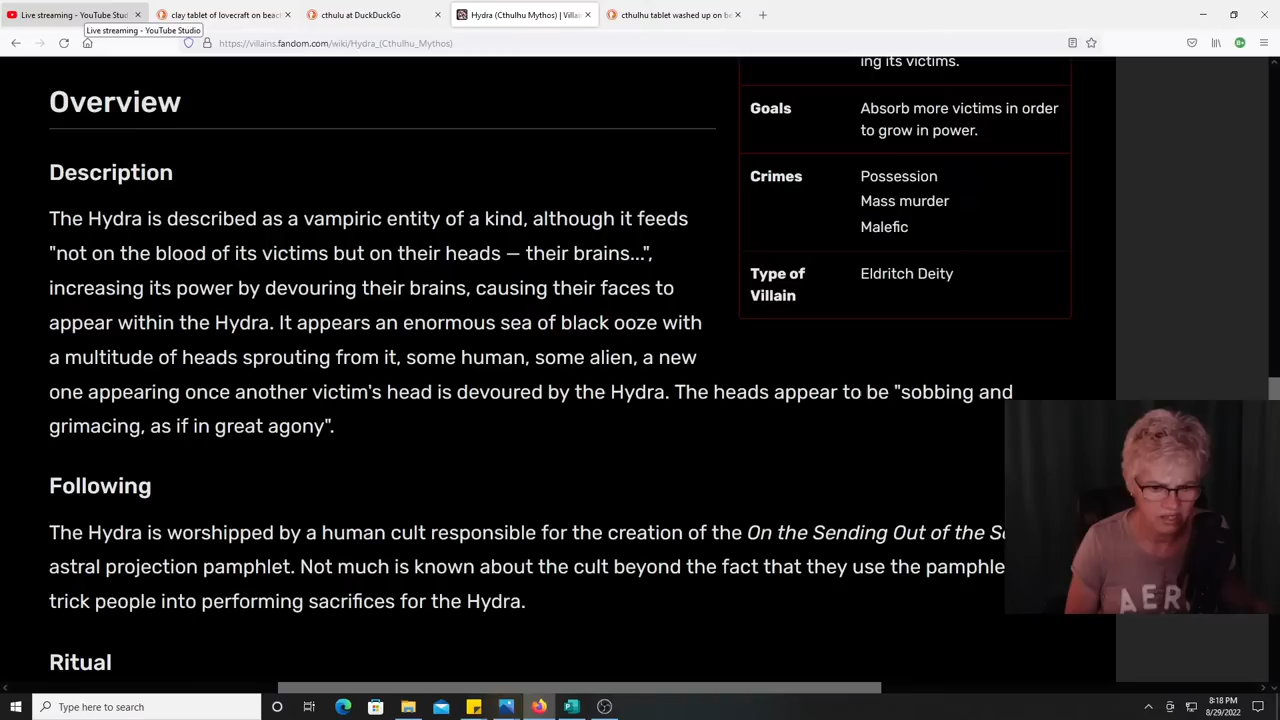 Live streaming - YouTube Stu
clay tablet of lovecraft on beac
cthulu at DuckDuckGo
Hydra (Cthulhu Mythos) | Villai
cthulhu tablet washed up on be
Live streaming - YouTube Studio
https://villains.fandom.com/wiki/Hydra_(Cthulhu_Mythos)
ing its victims.
Goals
Absorb more victims in order
to grow in power.
Crimes
Possession
Mass murder
Malefic
Type of
Villain
Eldritch Deity
Overview
Description
The Hydra is described as a vampiric entity of a kind, although it feeds
"not on the blood of its victims but on their heads — their brains...",
increasing its power by devouring their brains, causing their faces to
appear within the Hydra. It appears an enormous sea of black ooze with
a multitude of heads sprouting from it, some human, some alien, a new
one appearing once another victim's head is devoured by the Hydra. The heads appear to be "sobbing and
grimacing, as if in great agony".
Following
The Hydra is worshipped by a human cult responsible for the creation of the On the Sending Out of the So
astral projection pamphlet. Not much is known about the cult beyond the fact that they use the pamphle
trick people into performing sacrifices for the Hydra.
Ritual
AERO
Type here to search
8:18 PM
8/29/2022